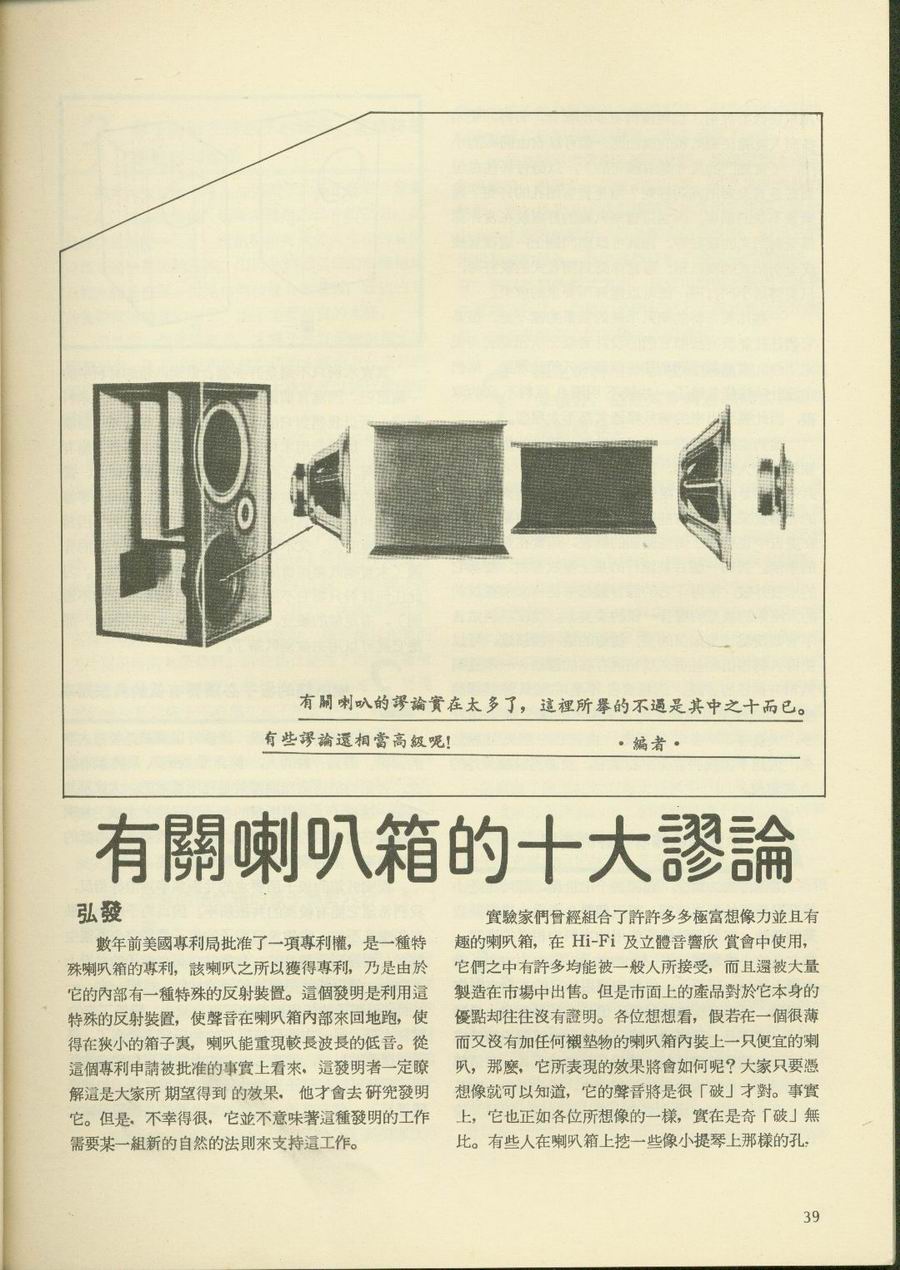 有關喇叭的謬論實在太多了，這裡所舉的不過是其中之十而已。
有些謬論還相當高級呢！　・編者・
有關喇叭箱的十大謬論
弘發
數年前美國專利局批准了一項專利權，是一種特
殊喇叭箱的專利，該喇叭之所以獲得專利，乃是由於
它的內部有一種特殊的反射裝置。這個發明是利用這
特殊的反射裝置，使聲音在喇叭箱內部來回地跑，使
得在狹小的箱子裏，喇叭能重現較長波長的低音。從
這個專利申請被批准的事實上看來，這發明者一定瞭
解這是大家所期望得到的效果，他才會去研究發明
它。但是，不幸得很，它並不意味著這種發明的工作
需要某一組新的自然的法則來支持這工作。
實驗家們曾經組合了許許多多極富想像力並且有
趣的喇叭箱，在 Hi-Fi 及立體音響欣賞會中使用，
它們之中有許多均能被一般人所接受，而且還被大量
製造在市場中出售。但是市面上的產品對於它本身的
優點却往往沒有證明。各位想想看，假若在一個很薄
而又沒有加任何襯墊物的喇叭箱內裝上一只便宜的喇
叭，那麼，它所表現的效果將會如何呢？大家只要憑
想像就可以知道，它的聲音將是很「破」才對。事實
上，它也正如各位所想像的一樣，實在是奇「破」無
比。有些人在喇叭箱上挖一些像小提琴上那樣的孔，
39